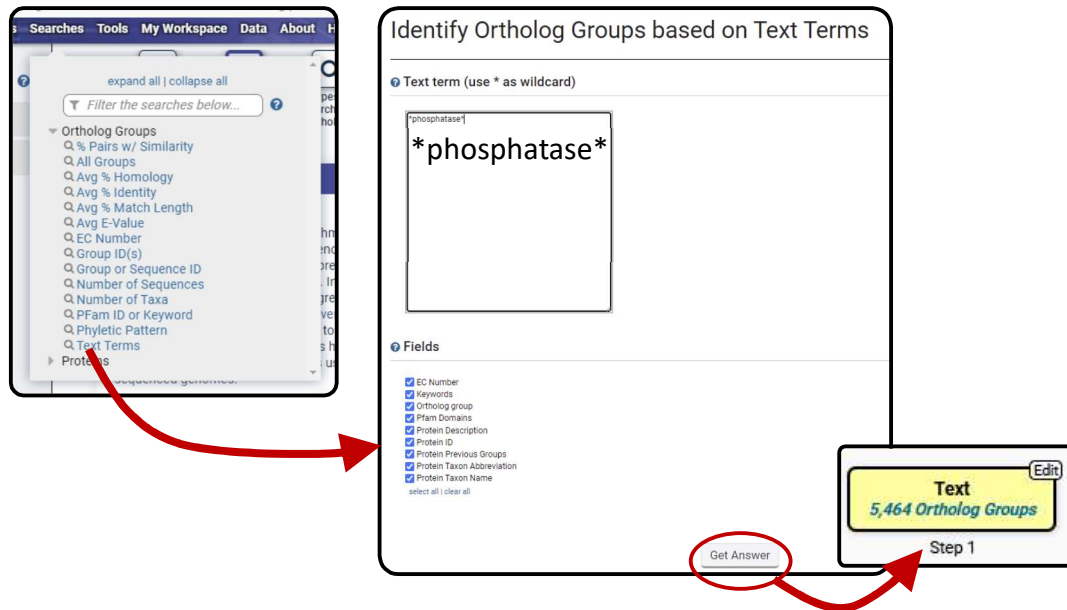 Searches Tools My Workspace Data About H
expand all | collapse all
Filter the searches below...
Ortholog Groups
% Pairs w/ Similarity
All Groups
Avg % Homology
Avg % Identity
Avg % Match Length
Avg E-Value
EC Number
Group ID(s)
Group or Sequence ID
Number of Sequences
Number of Taxa
PFam ID or Keyword
Phyletic Pattern
Text Terms
Proteins
sequenced genomes.
Identify Ortholog Groups based on Text Terms
Text term (use * as wildcard)
*phosphatase*
*phosphatase*
Fields
EC Number
Keywords
Ortholog group
Pfam Domains
Protein Description
Protein ID
Protein Previous Groups
Protein Taxon Abbreviation
Protein Taxon Name
select all | clear all
Get Answer
Edit
Text
5,464 Ortholog Groups
Step 1